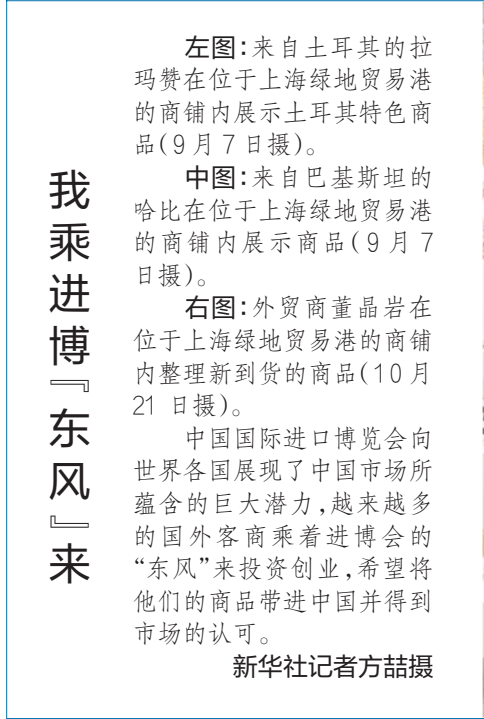 我乘进博『东风』来
左图:来自土耳其的拉
玛赞在位于上海绿地贸易港
的商铺内展示土耳其特色商
品(9月7日摄)。
中图:来自巴基斯坦的
哈比在位于上海绿地贸易港
的商铺内展示商品(9月7
日摄)。
右图:外贸商董晶岩在
位于上海绿地贸易港的商铺
内整理新到货的商品(10月
21日摄)。
中国国际进口博览会向
世界各国展现了中国市场所
蕴含的巨大潜力,越来越多
的国外客商乘着进博会的
“东风”来投资创业,希望将
他们的商品带进中国并得到
市场的认可。
新华社记者方喆摄